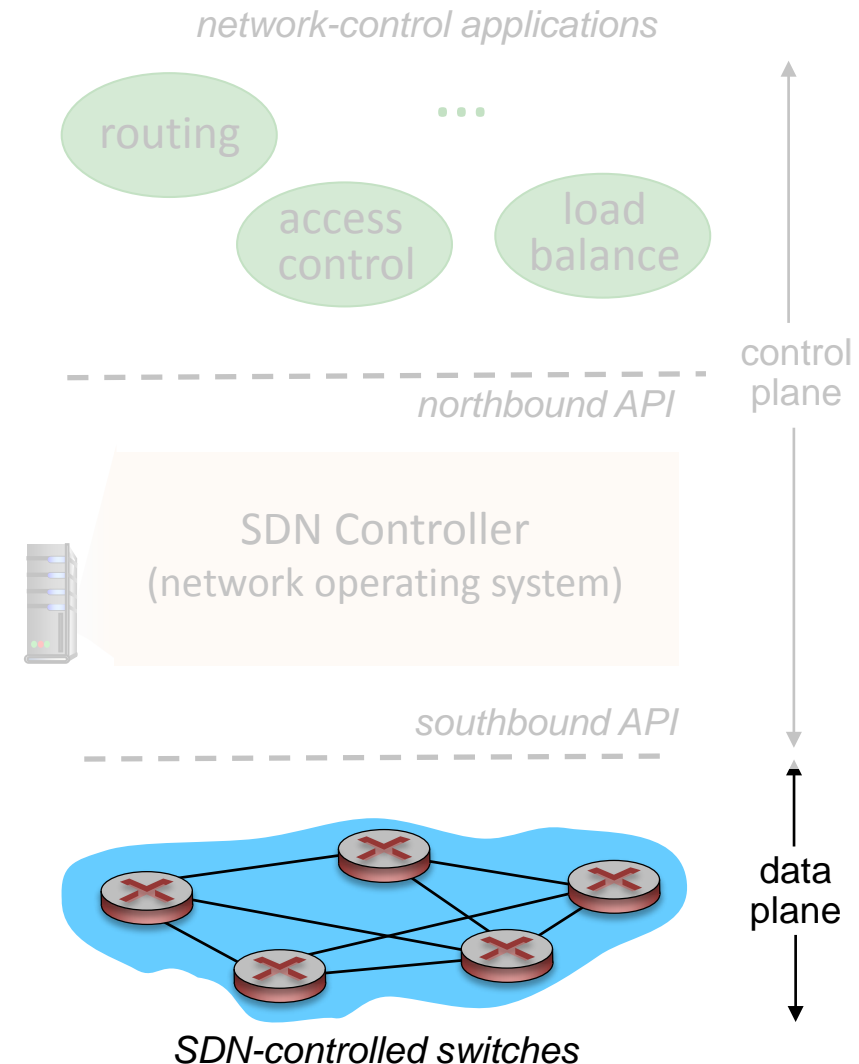 network-control applications
routing
…
access
control
load
balance
control
plane
northbound API
SDN Controller
(network operating system)
southbound API
data
plane
SDN-controlled switches